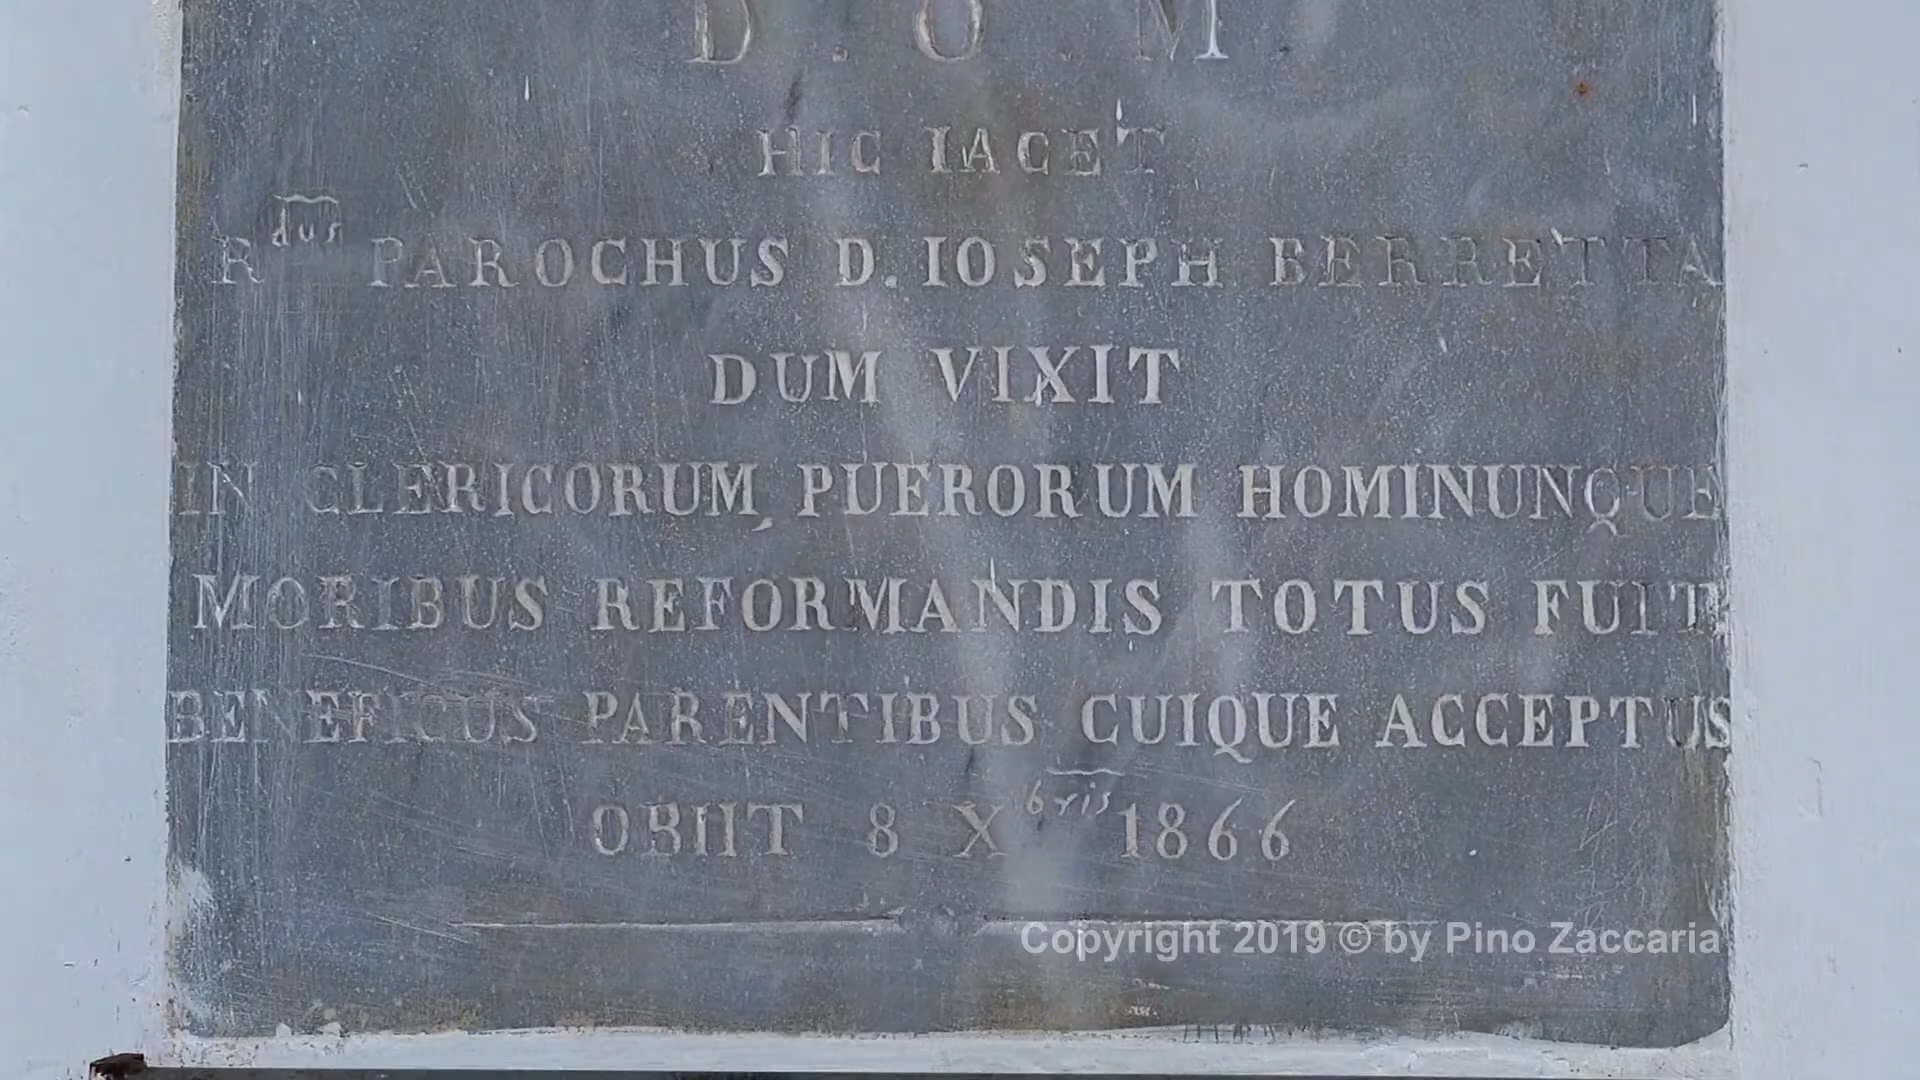 D . O . M
HIC IACET
Rdus PAROCHUS D. IOSEPH BERRETTA
DUM VIXIT
IN CLERICORUM, PUERORUM HOMINUNQUE
MORIBUS REFORMANDIS TOTUS FUIT
BENEFICUS PARENTIBUS CUIQUE ACCEPTUS
OBIIT 8 Xbris 1866
Copyright 2019 © by Pino Zaccaria